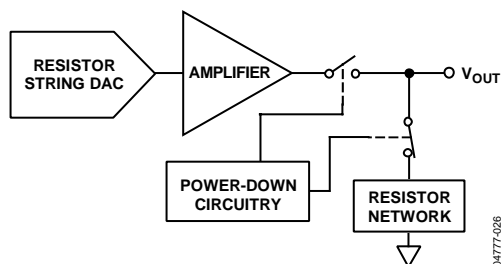 RESISTOR
STRING DAC
AMPLIFIER
VOUT
POWER-DOWN
CIRCUITRY
RESISTOR
NETWORK
04777-026